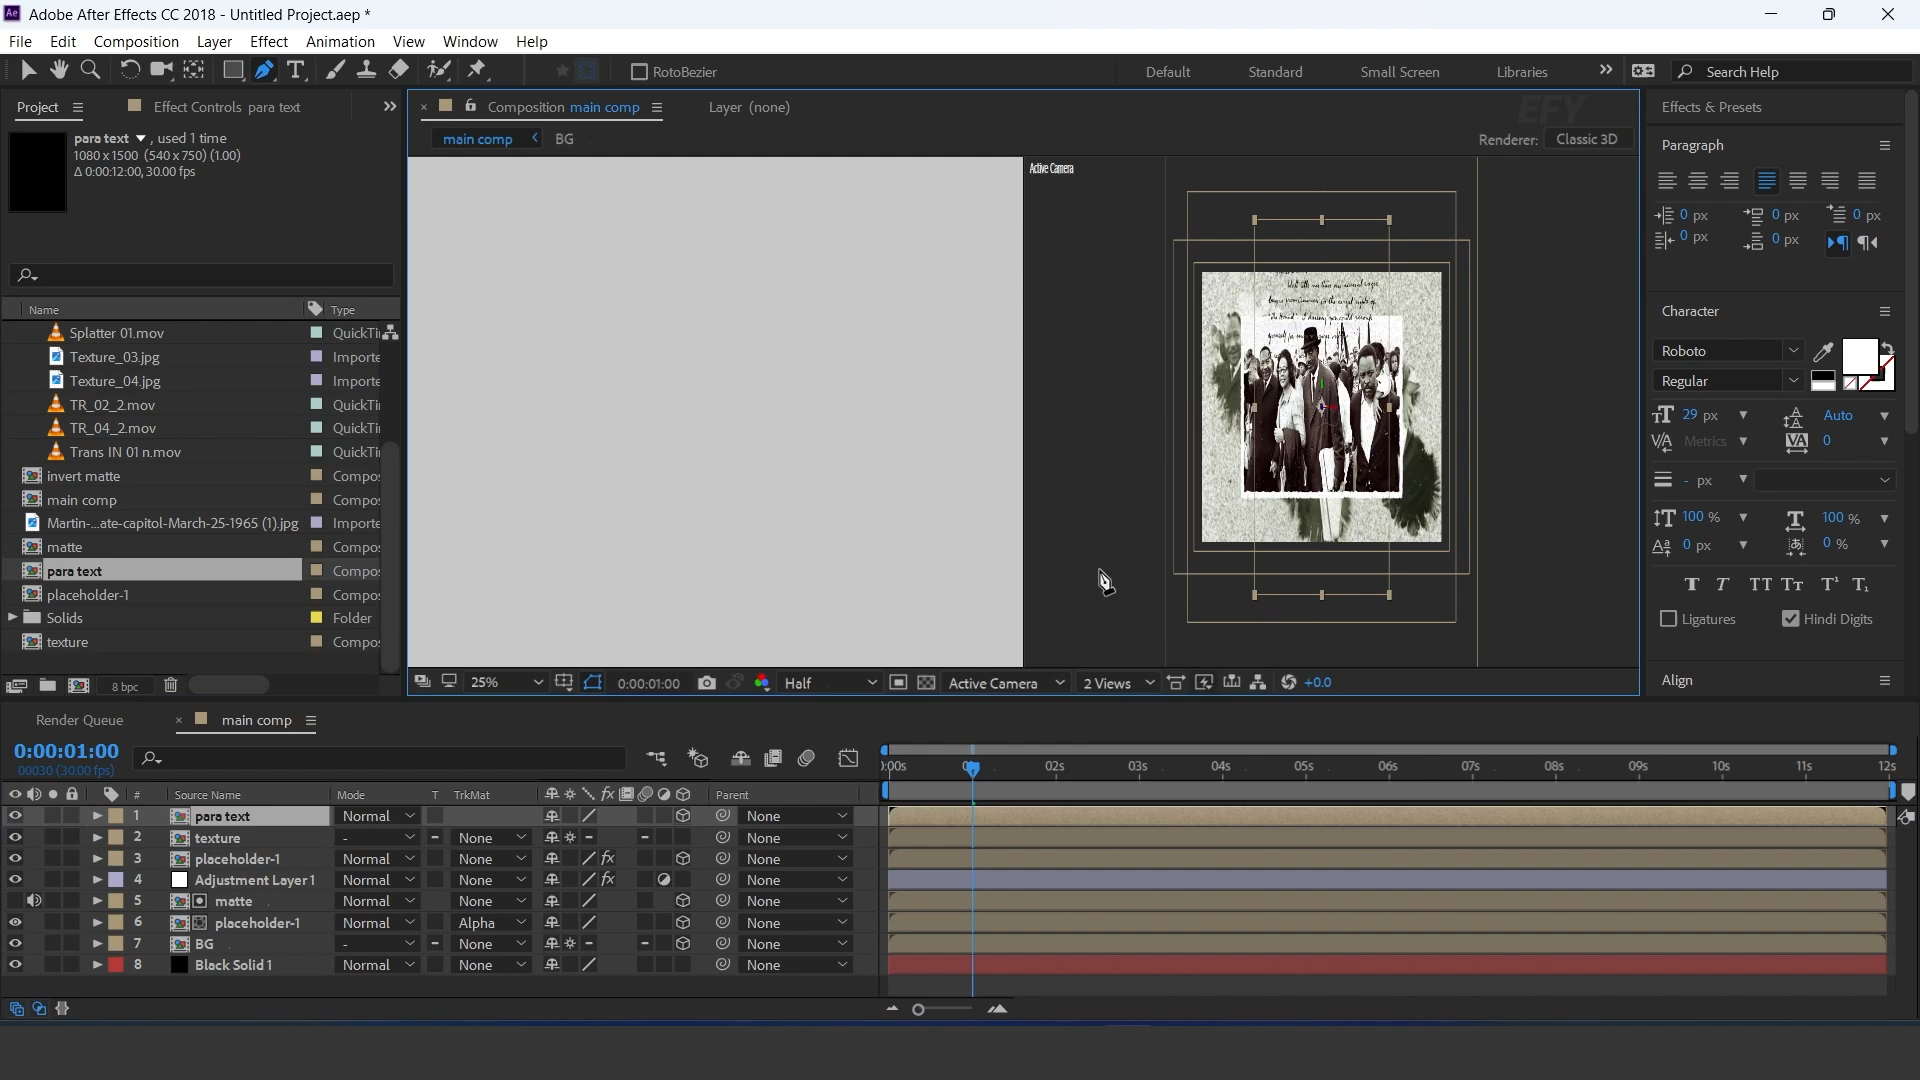 Adobe After Effects CC 2018 - Untitled Project.aep *
File Edit Composition Layer Effect Animation View Window Help
RotoBezier
Default Standard Small Screen Libraries
Search Help
Project
Effect Controls para text
Composition main comp
Layer (none)
EFY
Effects & Presets
para text , used 1 time
1080 x 1500 (540 x 750) (1.00)
Δ 0:00:12:00, 30.00 fps
main comp
BG
Renderer: Classic 3D
Active Camera
Paragraph
0 px 0 px 0 px
0 px 0 px
Name Type
Splatter 01.mov QuickTi
Texture_03.jpg Importe
Texture_04.jpg Importe
TR_02_2.mov QuickTi
TR_04_2.mov QuickTi
Trans IN 01 n.mov QuickTi
invert matte Compos
main comp Compos
Martin-...ate-capitol-March-25-1965 (1).jpg Importe
matte Compos
para text Compos
placeholder-1 Compos
Solids Folder
texture Compos
8 bpc
25%
0:00:01:00
Half
Active Camera
2 Views
+0.0
Character
Roboto
Regular
29 px Auto
Metrics 0
- px
100 % 100 %
0 px 0 %
Ligatures Hindi Digits
Align
Render Queue
main comp
0:00:01:00
00030 (30.00 fps)
:00s 02s 03s 04s 05s 06s 07s 08s 09s 10s 11s 12s
# Source Name Mode T TrkMat Parent
1 para text Normal None
2 texture - None None
3 placeholder-1 Normal None None
4 Adjustment Layer 1 Normal None None
5 matte Normal None None
6 placeholder-1 Normal Alpha None
7 BG - None None
8 Black Solid 1 Normal None None